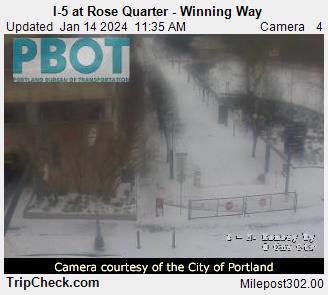 I-5 at Rose Quarter - Winning Way
Updated Jan 14 2024 11:35 AM Camera 4
PBOT
PORTLAND BUREAU OF TRANSPORTATION
Camera courtesy of the City of Portland
TripCheck.com Milepost302.00